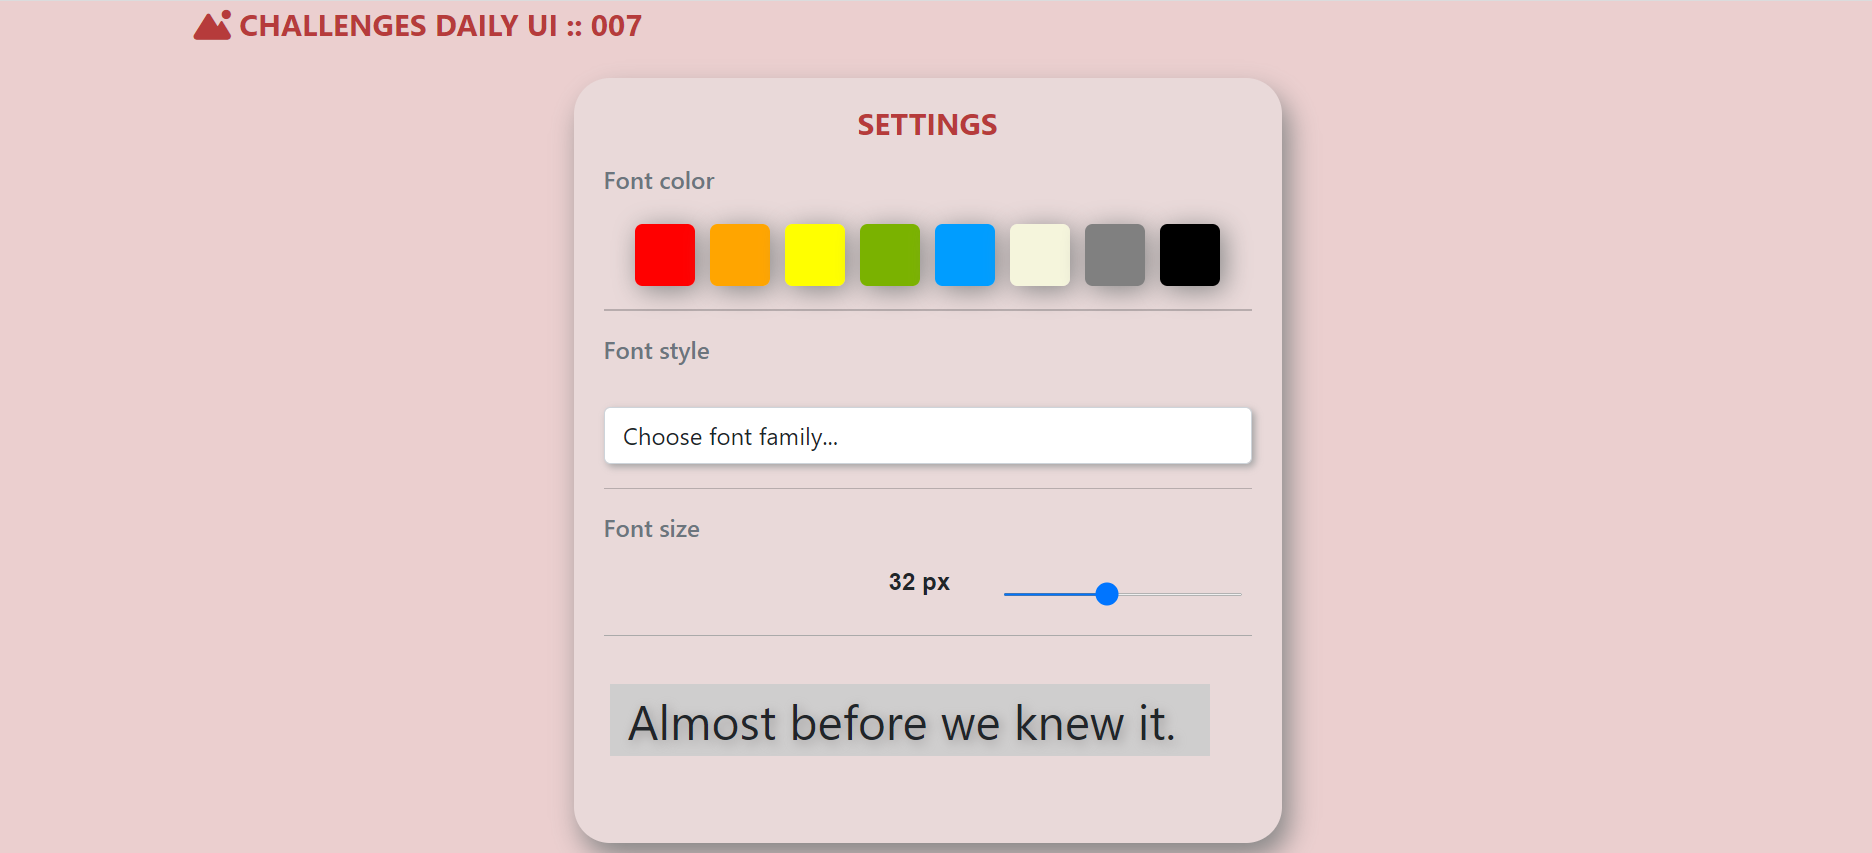 CHALLENGES DAILY UI :: 007
SETTINGS
Font color
Font style
Choose font family...
Font size
32 px
Almost before we knew it.